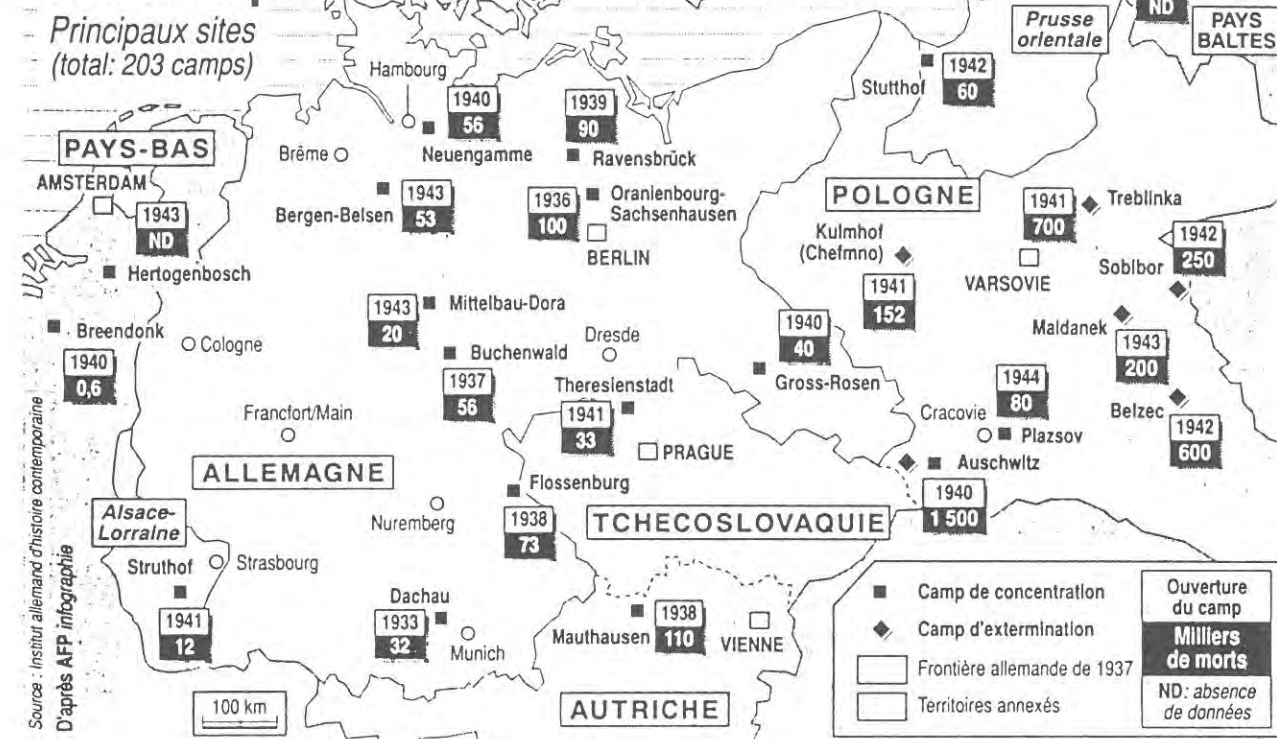 Principaux sites
(total: 203 camps)
Hambourg
1940
56
Neuengamme
1939
90
Ravensbrück
Stutthof
1942
60
Prusse
orientale
ND
PAYS
BALTES
PAYS-BAS
AMSTERDAM
1943
ND
Hertogenbosch
Brême
Bergen-Belsen
1943
53
1936
100
Oranienbourg-
Sachsenhausen
BERLIN
POLOGNE
Kulmhof
(Chefmno)
1941
152
1941
700
Treblinka
VARSOVIE
1942
250
Sobibor
Breendonk
1940
0,6
Cologne
1943
20
Mittelbau-Dora
Buchenwald
1937
56
Dresde
Theresienstadt
1941
33
PRAGUE
1940
40
Gross-Rosen
Maïdanek
1943
200
1944
80
Cracovie
Plazsov
Belzec
1942
600
Auschwitz
1940
1 500
Francfort/Main
ALLEMAGNE
Flossenburg
1938
73
Nuremberg
TCHECOSLOVAQUIE
Alsace-
Lorraine
Struthof
1941
12
Strasbourg
Dachau
1933
32
Munich
Mauthausen
1938
110
VIENNE
AUTRICHE
100 km
Camp de concentration
Camp d'extermination
Frontière allemande de 1937
Territoires annexés
Ouverture
du camp
Milliers
de morts
ND: absence
de données
Source : Institut allemand d'histoire contemporaine
D'après AFP infographie